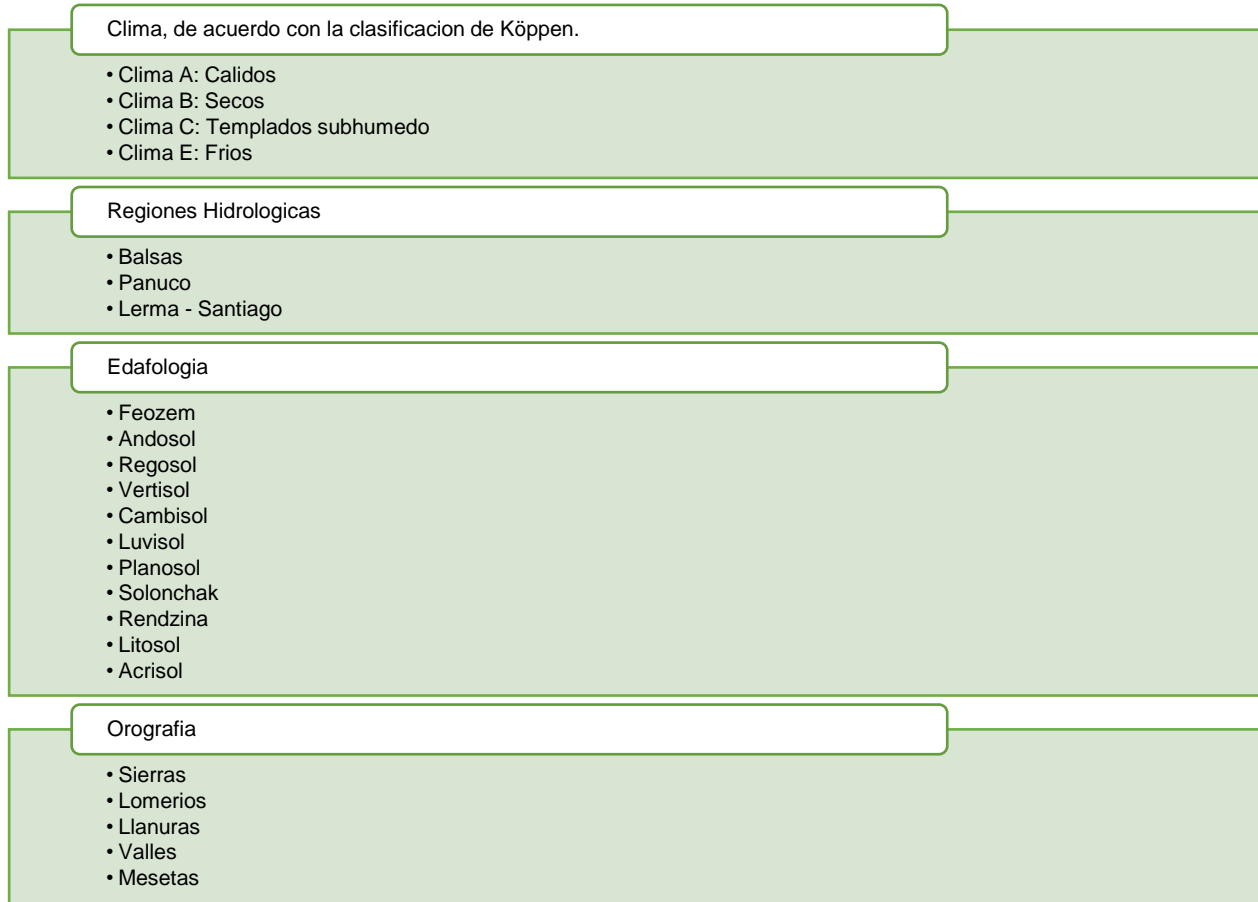 Clima, de acuerdo con la clasificacion de Köppen.
• Clima A: Calidos
• Clima B: Secos
• Clima C: Templados subhumedo
• Clima E: Frios
Regiones Hidrologicas
• Balsas
• Panuco
• Lerma - Santiago
Edafologia
• Feozem
• Andosol
• Regosol
• Vertisol
• Cambisol
• Luvisol
• Planosol
• Solonchak
• Rendzina
• Litosol
• Acrisol
Orografia
• Sierras
• Lomerios
• Llanuras
• Valles
• Mesetas